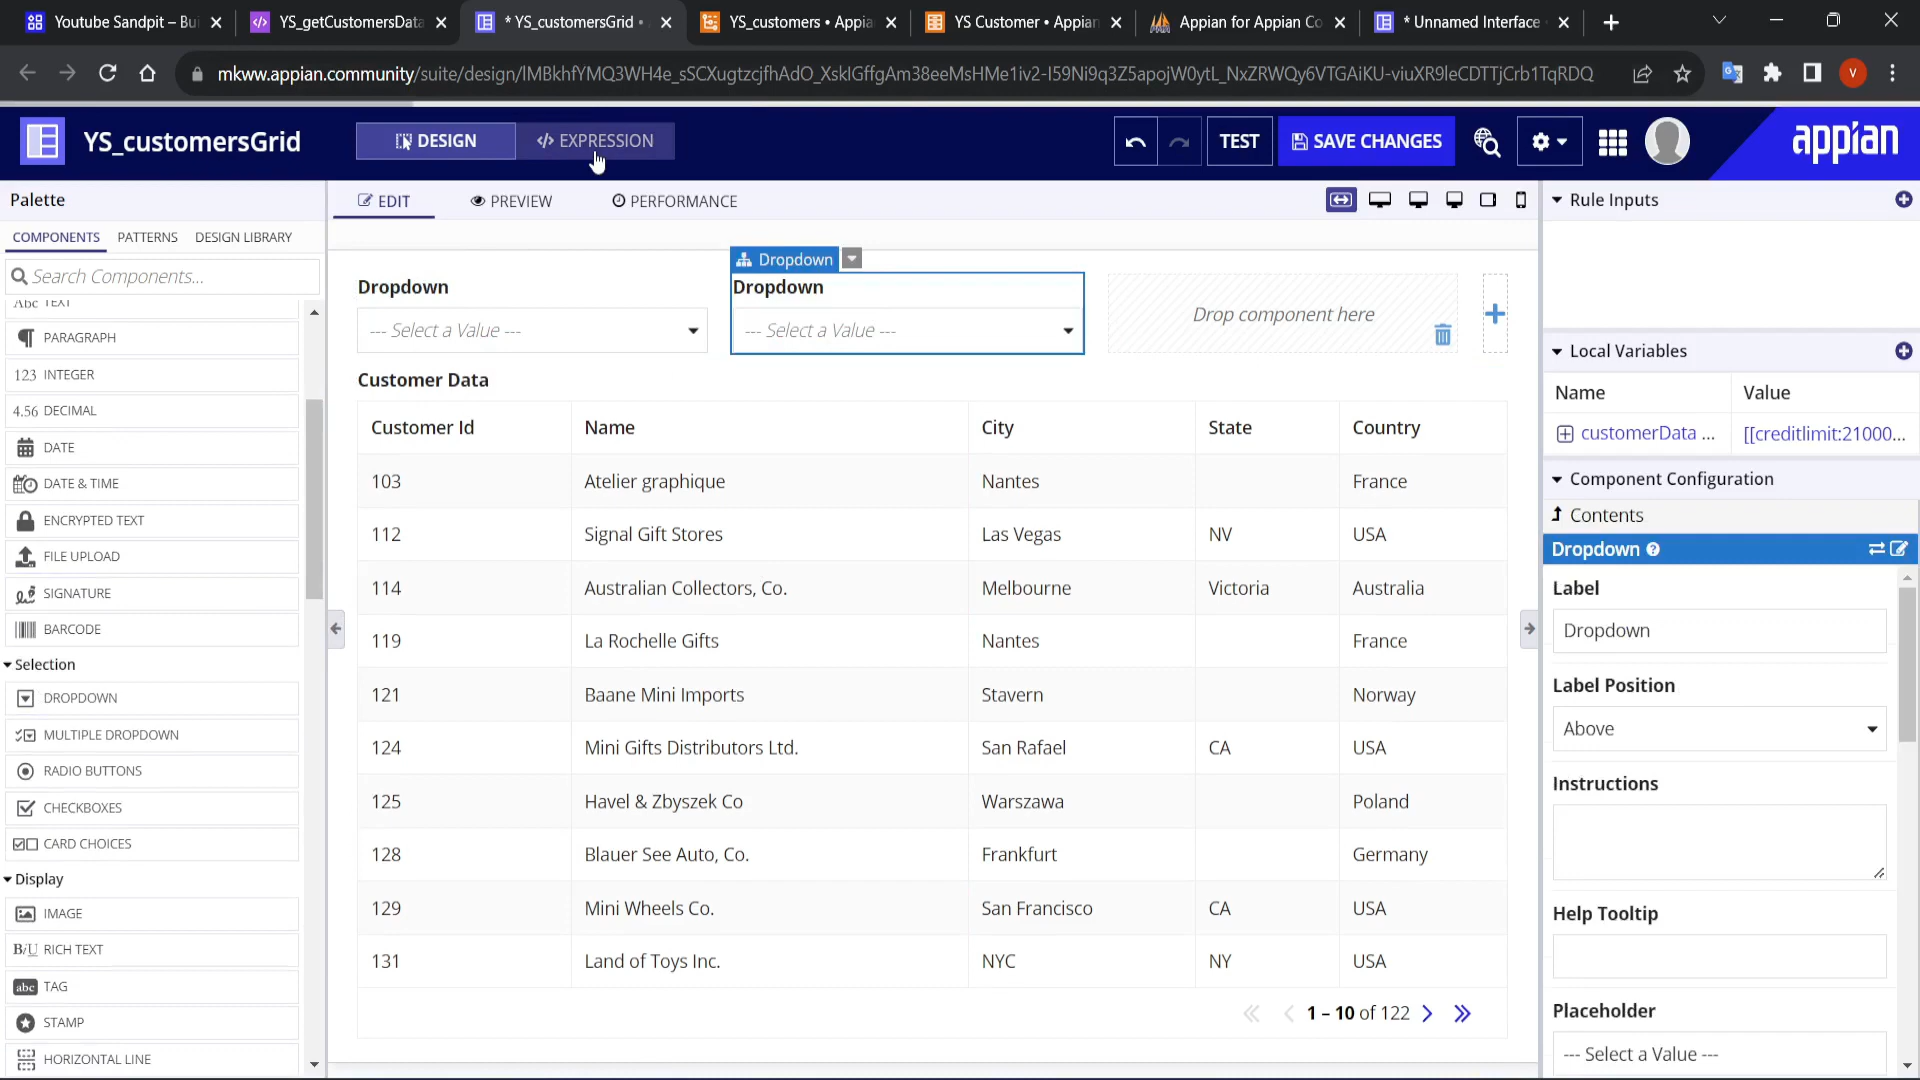 Youtube Sandpit – Bui
YS_getCustomersData
* YS_customersGrid •
YS_customers • Appia
YS Customer • Appian
Appian for Appian Co
* Unnamed Interface
mkww.appian.community/suite/design/
YS_customersGrid
DESIGN
EXPRESSION
TEST
SAVE CHANGES
appian
V
Palette
COMPONENTS
PATTERNS
DESIGN LIBRARY
Search Components...
Abc TEXT
PARAGRAPH
123 INTEGER
4.56 DECIMAL
DATE
DATE & TIME
ENCRYPTED TEXT
FILE UPLOAD
SIGNATURE
BARCODE
Selection
DROPDOWN
MULTIPLE DROPDOWN
RADIO BUTTONS
CHECKBOXES
CARD CHOICES
Display
IMAGE
B/U RICH TEXT
abc TAG
STAMP
HORIZONTAL LINE
EDIT
PREVIEW
PERFORMANCE
Dropdown
Dropdown
Dropdown
--- Select a Value ---
--- Select a Value ---
Drop component here
Customer Data
Customer Id Name City State Country
103 Atelier graphique Nantes France
112 Signal Gift Stores Las Vegas NV USA
114 Australian Collectors, Co. Melbourne Victoria Australia
119 La Rochelle Gifts Nantes France
121 Baane Mini Imports Stavern Norway
124 Mini Gifts Distributors Ltd. San Rafael CA USA
125 Havel & Zbyszek Co Warszawa Poland
128 Blauer See Auto, Co. Frankfurt Germany
129 Mini Wheels Co. San Francisco CA USA
131 Land of Toys Inc. NYC NY USA
1 – 10 of 122
Rule Inputs
Local Variables
Name Value
customerData ... [[creditlimit:21000...
Component Configuration
Contents
Dropdown
Label
Dropdown
Label Position
Above
Instructions
Help Tooltip
Placeholder
--- Select a Value ---